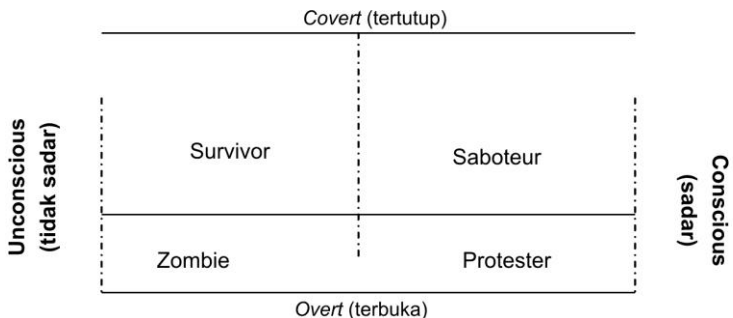 Covert (tertutup)
Unconscious
(tidak sadar)
Survivor
Saboteur
Conscious
(sadar)
Zombie
Protester
Overt (terbuka)